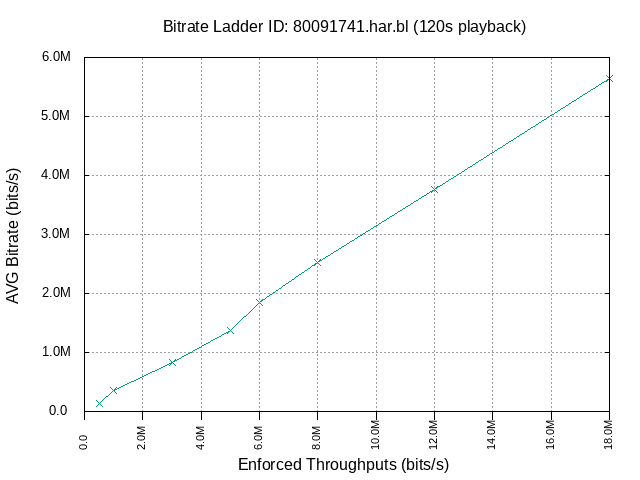 Bitrate Ladder ID: 80091741.har.bl (120s playback)
6.0M
5.0M
4.0M
3.0M
2.0M
1.0M
0.0
AVG Bitrate (bits/s)
0.0
2.0M
4.0M
6.0M
8.0M
10.0M
12.0M
14.0M
16.0M
18.0M
Enforced Throughputs (bits/s)